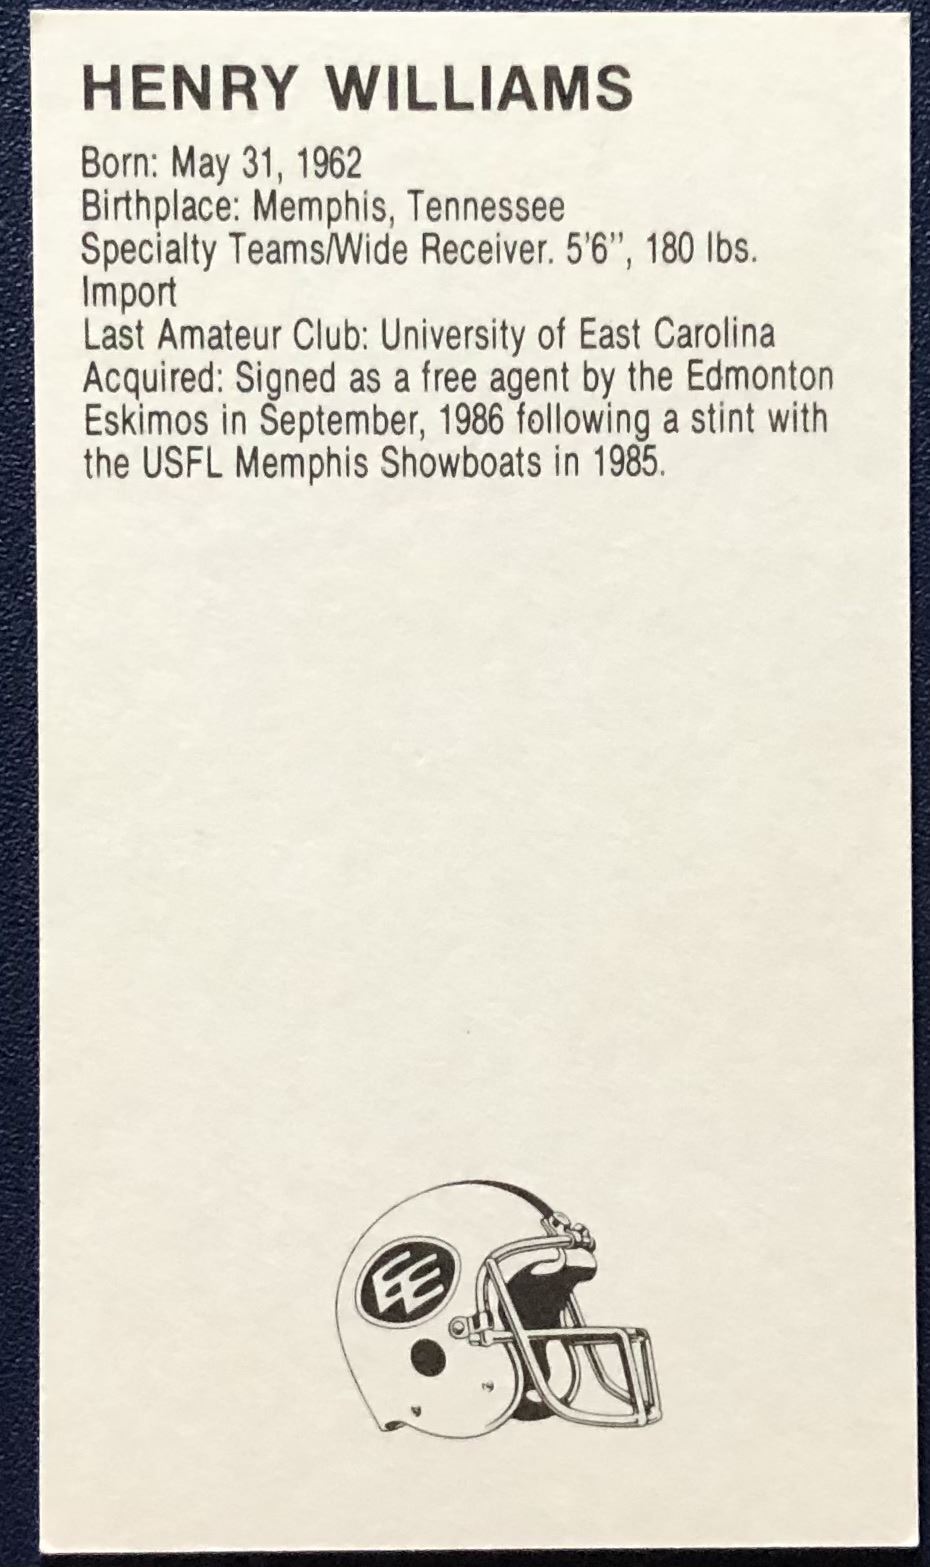 HENRY WILLIAMS
Born: May 31, 1962
Birthplace: Memphis, Tennessee
Specialty Teams/Wide Receiver. 5'6", 180 lbs.
Import
Last Amateur Club: University of East Carolina
Acquired: Signed as a free agent by the Edmonton
Eskimos in September, 1986 following a stint with
the USFL Memphis Showboats in 1985.
EE